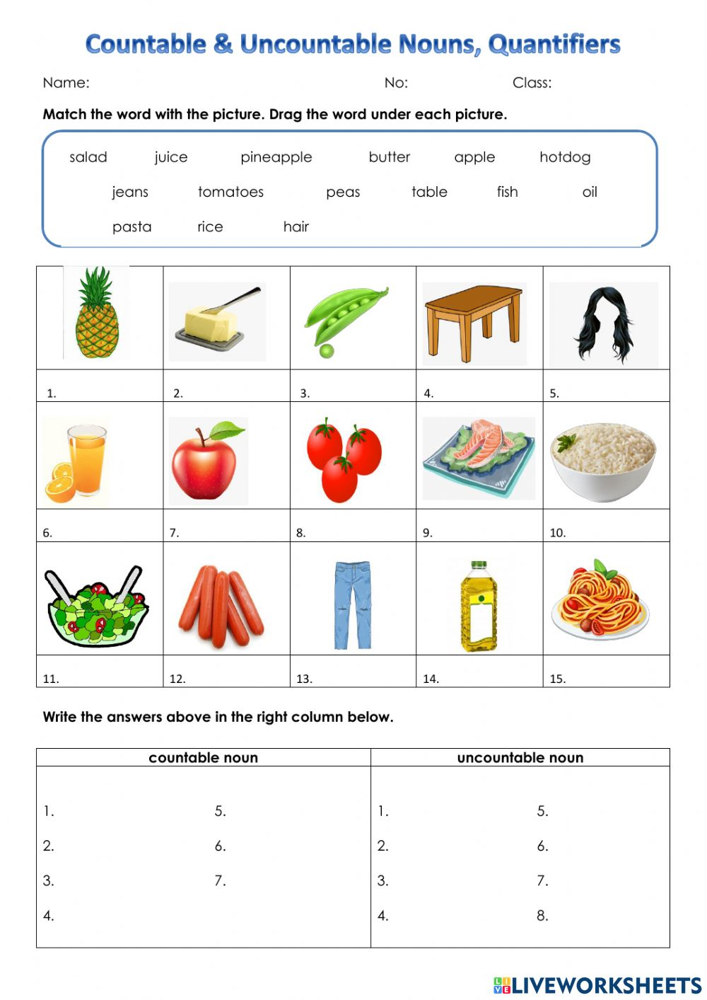 Countable & Uncountable Nouns, Quantifiers
Name: No: Class:
Match the word with the picture. Drag the word under each picture.
salad juice pineapple butter apple hotdog
jeans tomatoes peas table fish oil
pasta rice hair
1. 2. 3. 4. 5.
6. 7. 8. 9. 10.
11. 12. 13. 14. 15.
Write the answers above in the right column below.
countable noun uncountable noun
1. 5. 1. 5.
2. 6. 2. 6.
3. 7. 3. 7.
4. 4. 8.
LIVE LIVEWORKSHEETS